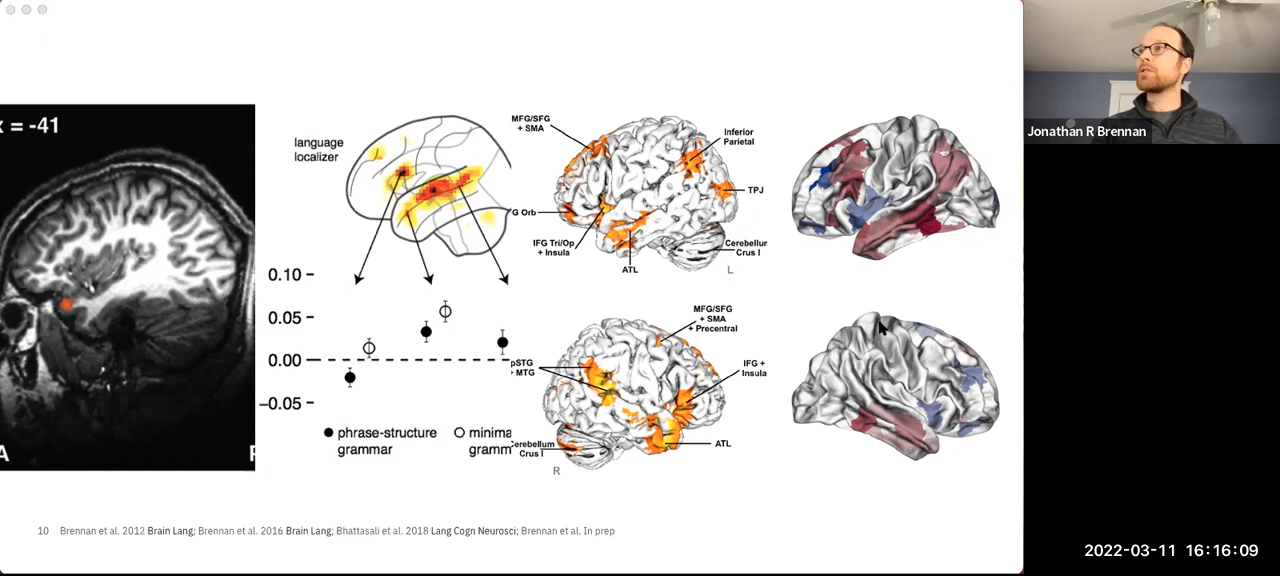 x = -41
A
language
localizer
0.10
0.05
0.00
-0.05
phrase-structure
grammar
minima
gramm
MFG/SFG
+ SMA
Inferior
Parietal
TPJ
G Orb
IFG Tri/Op
+ Insula
ATL
Cerebellur
Crus I
L
MFG/SFG
+ SMA
+ Precentral
pSTG
+ MTG
IFG +
Insula
Cerebellum
Crus I
ATL
R
10 Brennan et al. 2012 Brain Lang; Brennan et al. 2016 Brain Lang; Bhattasali et al. 2018 Lang Cogn Neurosci; Brennan et al. In prep
Jonathan R Brennan
2022-03-11 16:16:09